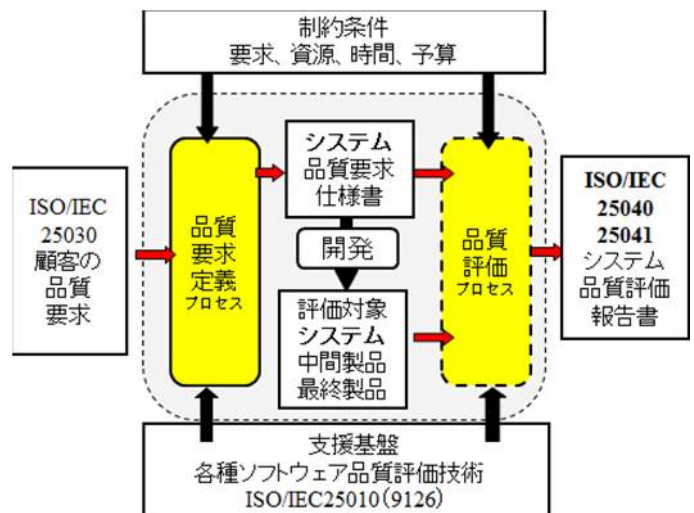 制約条件
要求、資源、時間、予算
ISO/IEC
25030
顧客の
品質
要求
品質
要求
定義
プロセス
システム
品質要求
仕様書
開発
評価対象
システム
中間製品
最終製品
品質
評価
プロセス
ISO/IEC
25040
25041
システム
品質評価
報告書
支援基盤
各種ソフトウェア品質評価技術
ISO/IEC25010(9126)